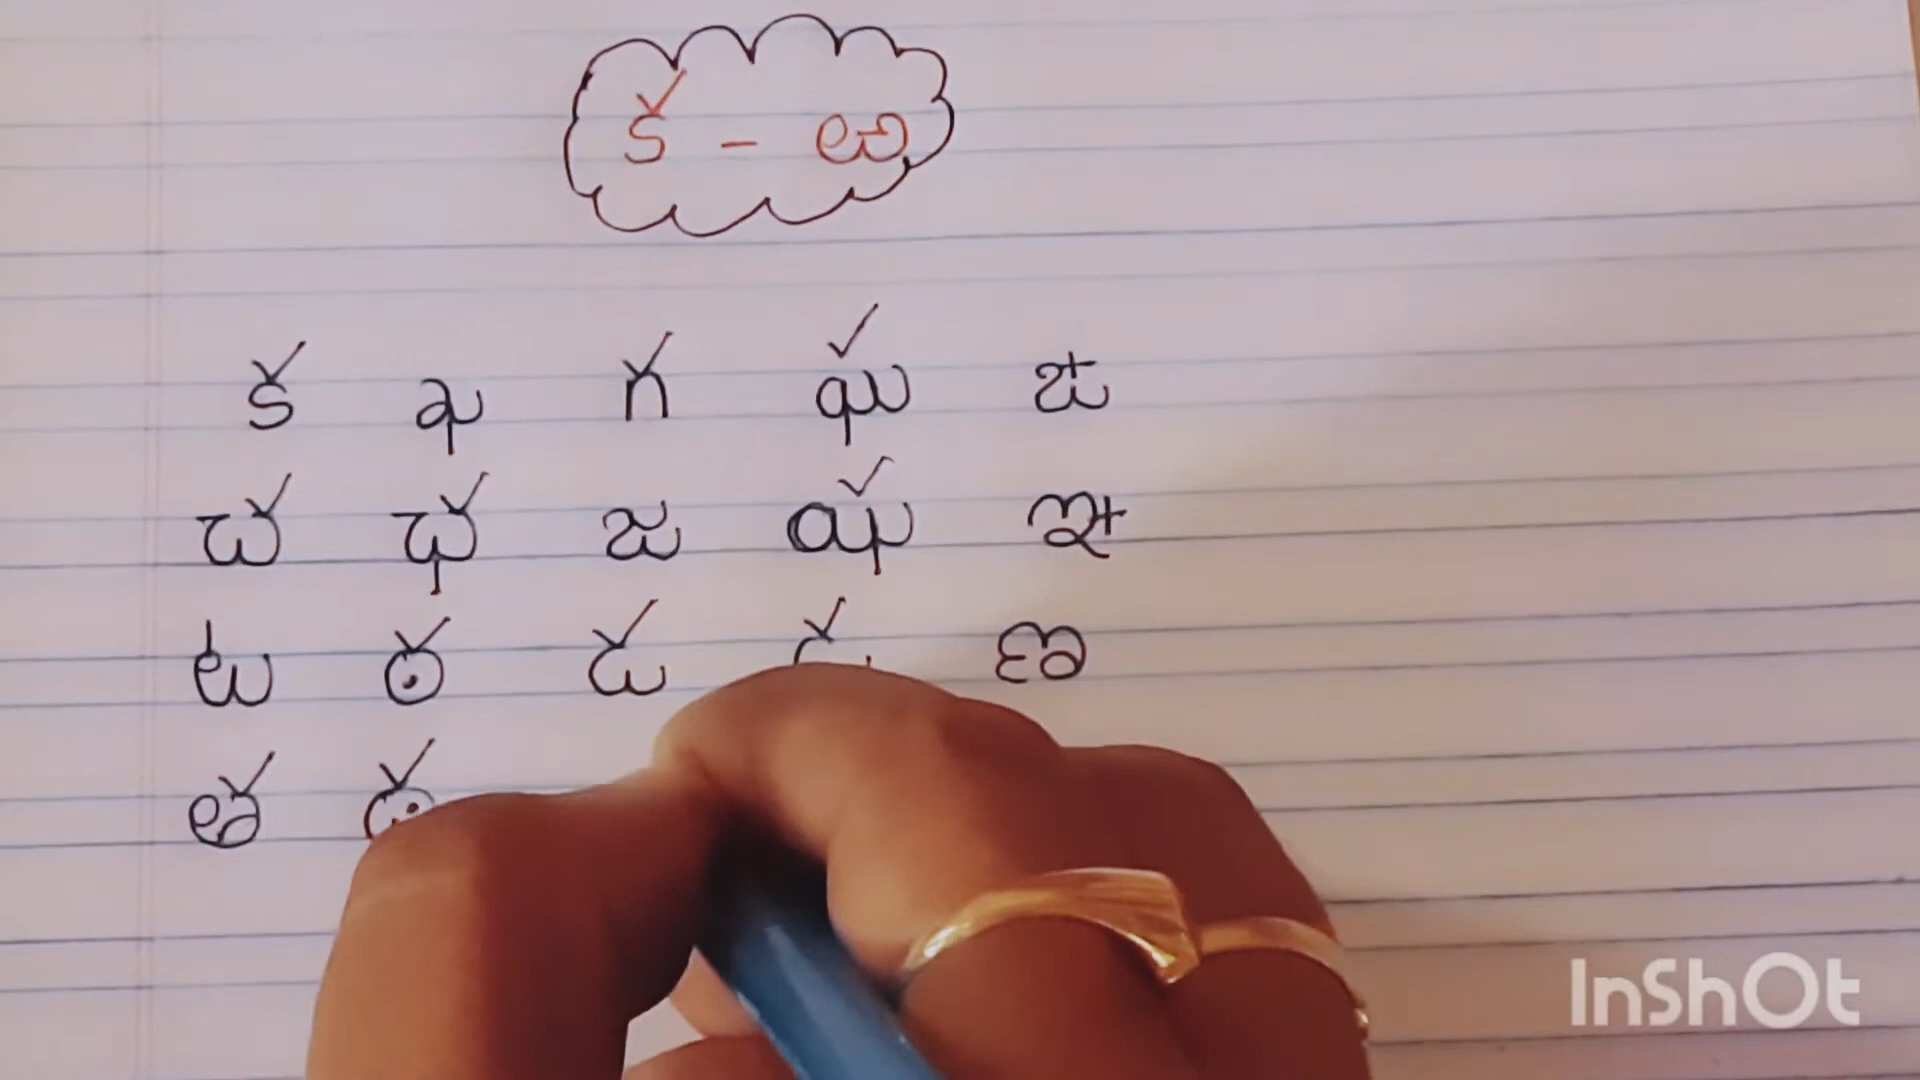 క - ఱ
క ఖ గ ఘ ఙ
చ ఛ జ ఝ ఞ
ట ఠ డ ణ
త థ
InShOt